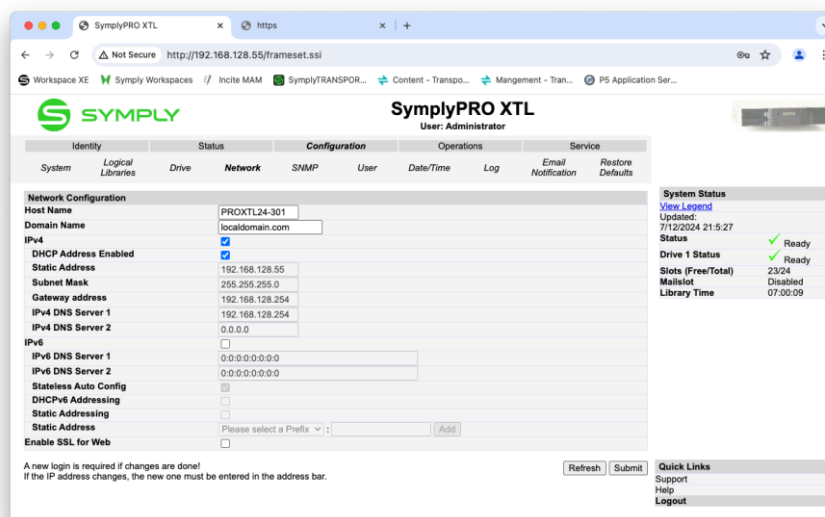 SymplyPRO XTL
https
Not Secure http://192.168.128.55/frameset.ssi
Workspace XE Symply Workspaces Incite MAM SymplyTRANSPOR... Content - Transpo... Mangement - Tran... P5 Application Ser...
SYMPLY
SymplyPRO XTL
User: Administrator
Identity Status Configuration Operations Service
System Logical Libraries Drive Network SNMP User Date/Time Log Email Notification Restore Defaults
Network Configuration
Host Name PROXTL24-301
Domain Name localdomain.com
IPv4
DHCP Address Enabled
Static Address 192.168.128.55
Subnet Mask 255.255.255.0
Gateway address 192.168.128.254
IPv4 DNS Server 1 192.168.128.254
IPv4 DNS Server 2 0.0.0.0
IPv6
IPv6 DNS Server 1 0:0:0:0:0:0:0:0
IPv6 DNS Server 2 0:0:0:0:0:0:0:0
Stateless Auto Config
DHCPv6 Addressing
Static Addressing
Static Address Please select a Prefix : Add
Enable SSL for Web
A new login is required if changes are done!
If the IP address changes, the new one must be entered in the address bar.
Refresh Submit
System Status
View Legend
Updated:
7/12/2024 21:5:27
Status Ready
Drive 1 Status Ready
Slots (Free/Total) 23/24
Mailslot Disabled
Library Time 07:00:09
Quick Links
Support
Help
Logout